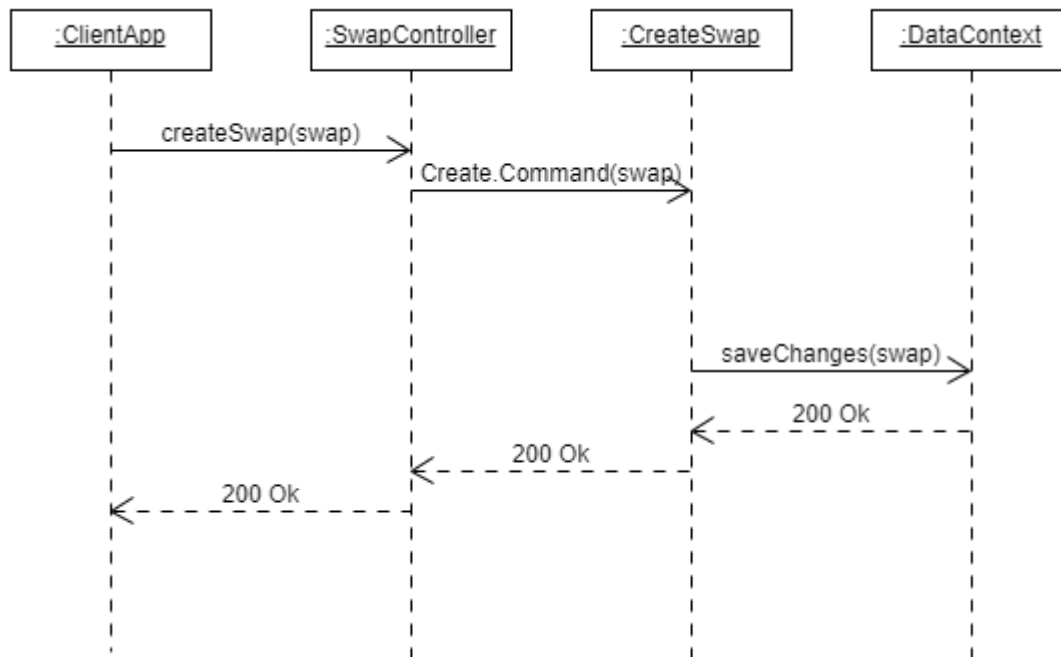 :ClientApp
:SwapController
:CreateSwap
:DataContext
createSwap(swap)
Create.Command(swap)
saveChanges(swap)
200 Ok
200 Ok
200 Ok